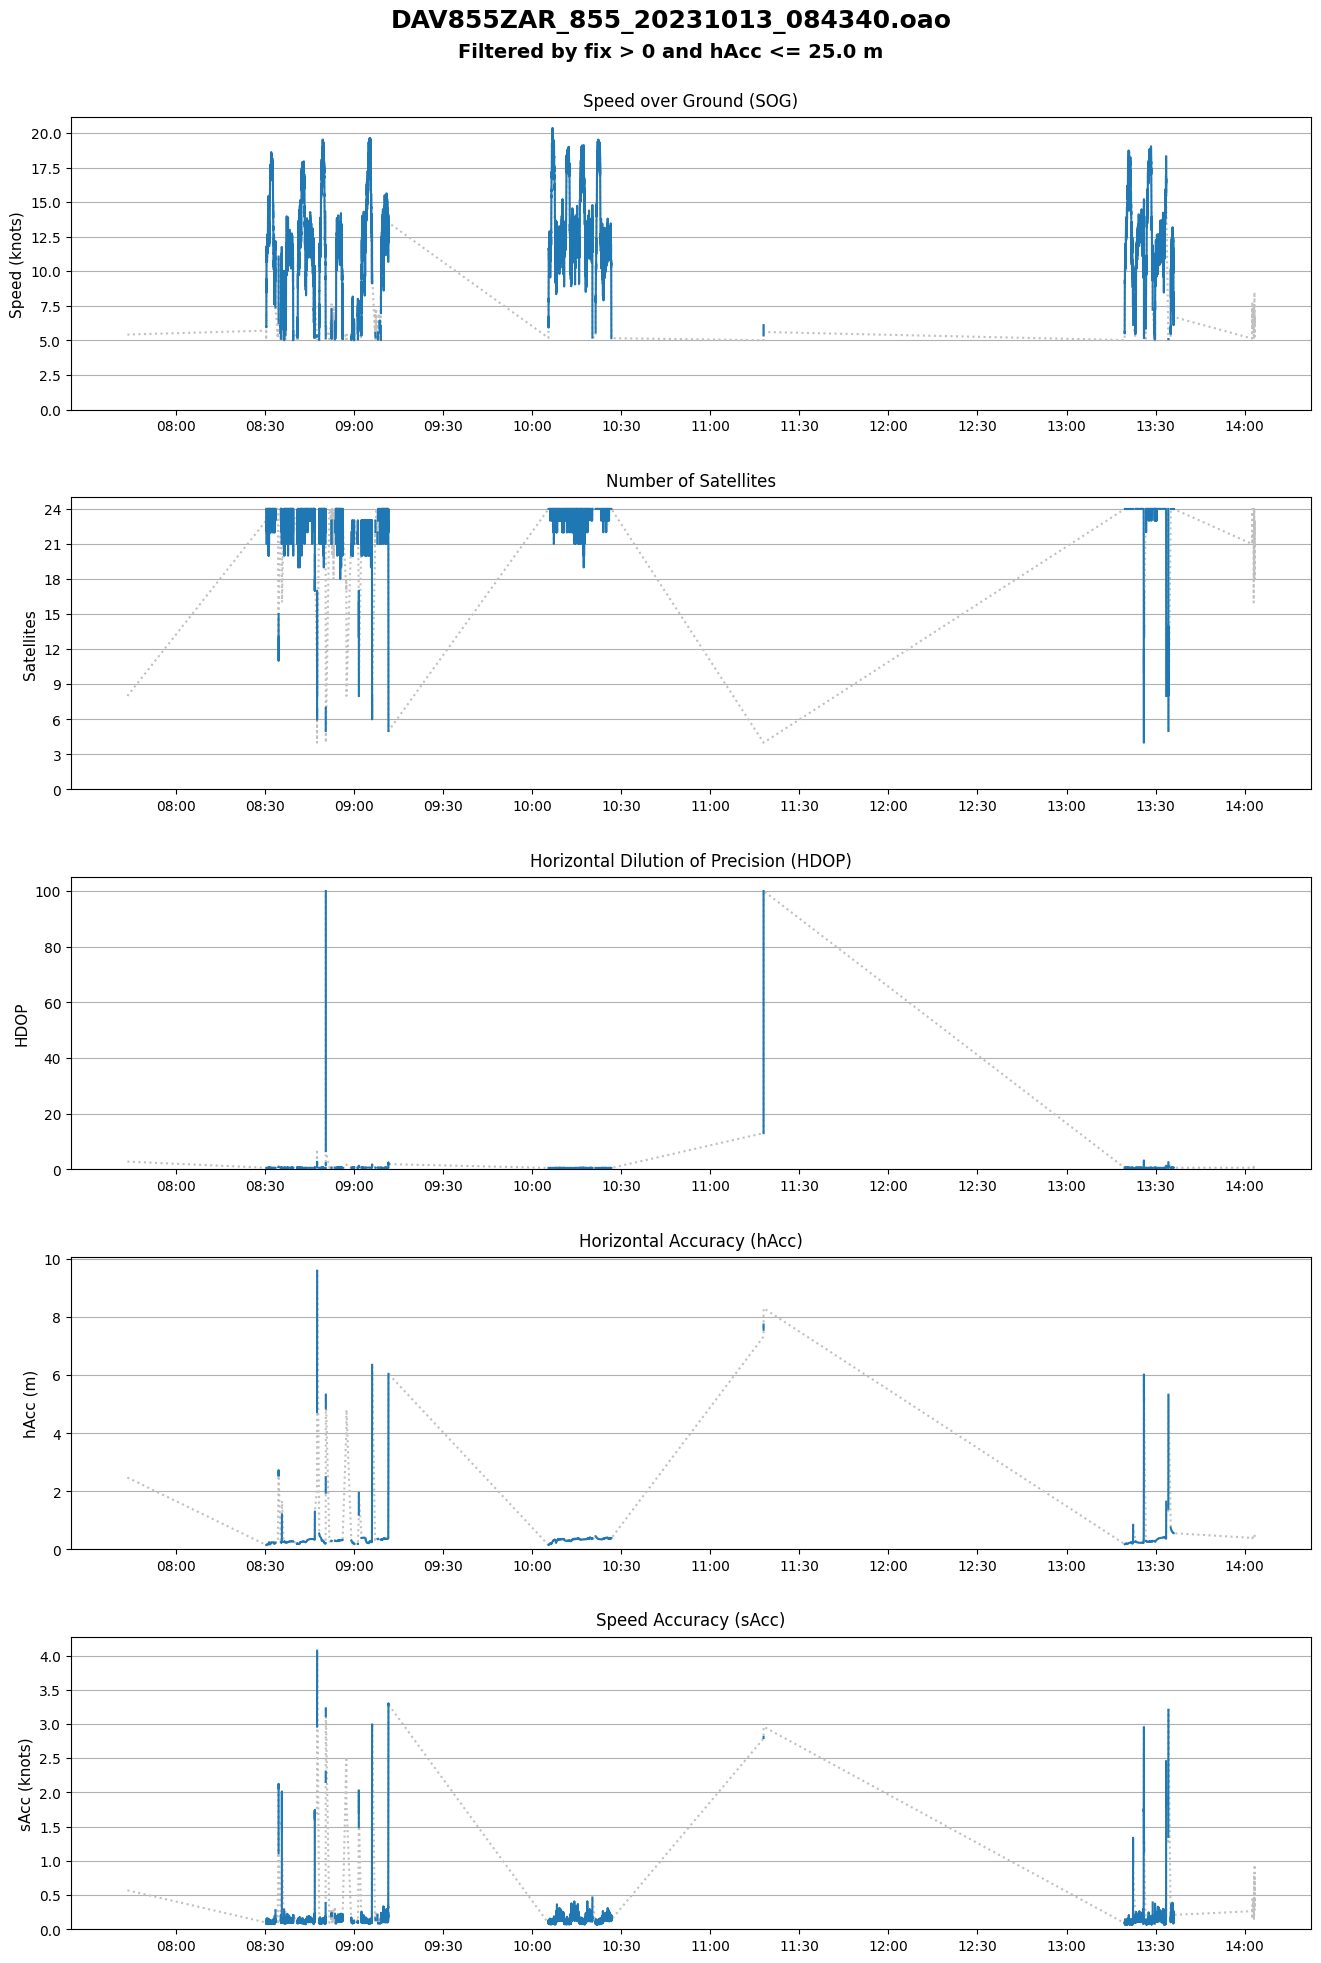 DAV855ZAR_855_20231013_084340.oao
Filtered by fix > 0 and hAcc <= 25.0 m
Speed over Ground (SOG)
Speed (knots)
20.0
17.5
15.0
12.5
10.0
7.5
5.0
2.5
0.0
08:00 08:30 09:00 09:30 10:00 10:30 11:00 11:30 12:00 12:30 13:00 13:30 14:00
Number of Satellites
Satellites
24
21
18
15
12
9
6
3
0
08:00 08:30 09:00 09:30 10:00 10:30 11:00 11:30 12:00 12:30 13:00 13:30 14:00
Horizontal Dilution of Precision (HDOP)
HDOP
100
80
60
40
20
0
08:00 08:30 09:00 09:30 10:00 10:30 11:00 11:30 12:00 12:30 13:00 13:30 14:00
Horizontal Accuracy (hAcc)
hAcc (m)
10
8
6
4
2
0
08:00 08:30 09:00 09:30 10:00 10:30 11:00 11:30 12:00 12:30 13:00 13:30 14:00
Speed Accuracy (sAcc)
sAcc (knots)
4.0
3.5
3.0
2.5
2.0
1.5
1.0
0.5
0.0
08:00 08:30 09:00 09:30 10:00 10:30 11:00 11:30 12:00 12:30 13:00 13:30 14:00